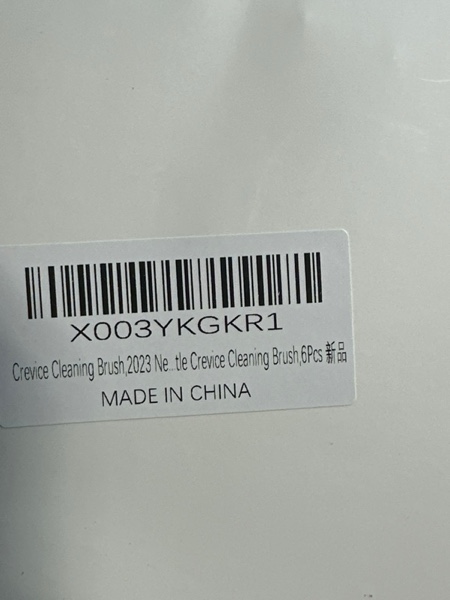 X003YKGKR1
Crevice Cleaning Brush,2023 Ne...tle Crevice Cleaning Brush,6Pcs 新品
MADE IN CHINA